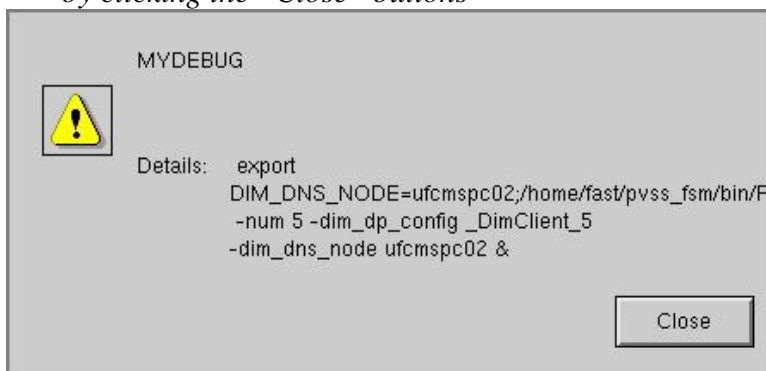 by clicking the "Close" buttons
MYDEBUG
Details: export
DIM_DNS_NODE=ufcmspc02;/home/fast/pvss_fsm/bin/
-num 5 -dim_dp_config _DimClient_5
-dim_dns_node ufcmspc02 &
Close